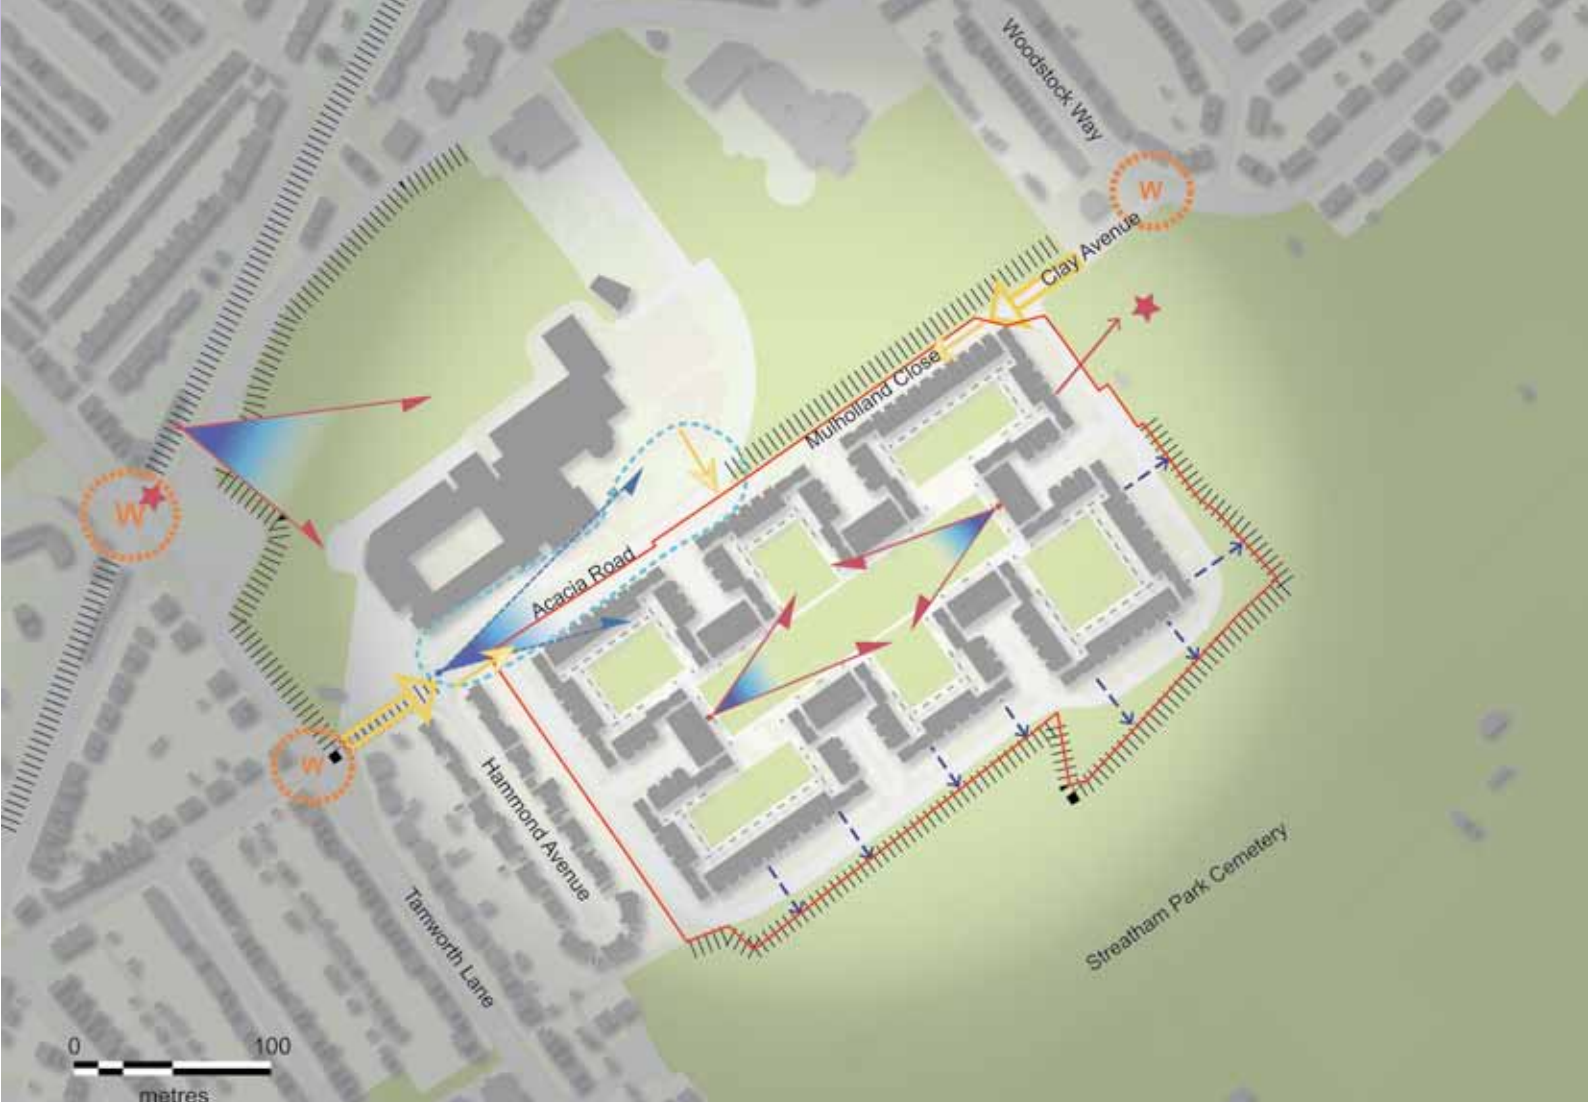 Woodstock Way
W
Clay Avenue
Mulholland Close
W
Acacia Road
W
Hammond Avenue
Tamworth Lane
Streatham Park Cemetery
0 100
metres